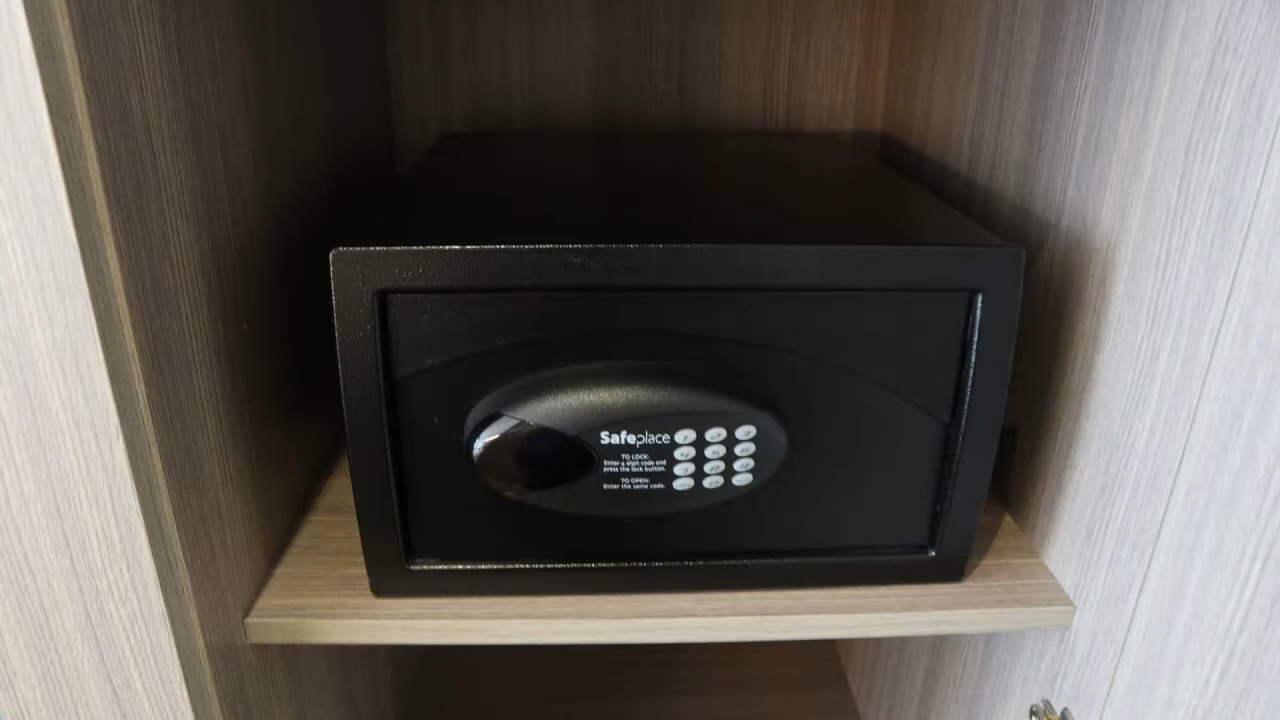 Safeplace
TO LOCK:
Enter a digit code and
press the lock button.
TO OPEN:
Enter the same code.